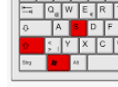 Q W E R
A S D F
< > | Y X C
Strg Alt